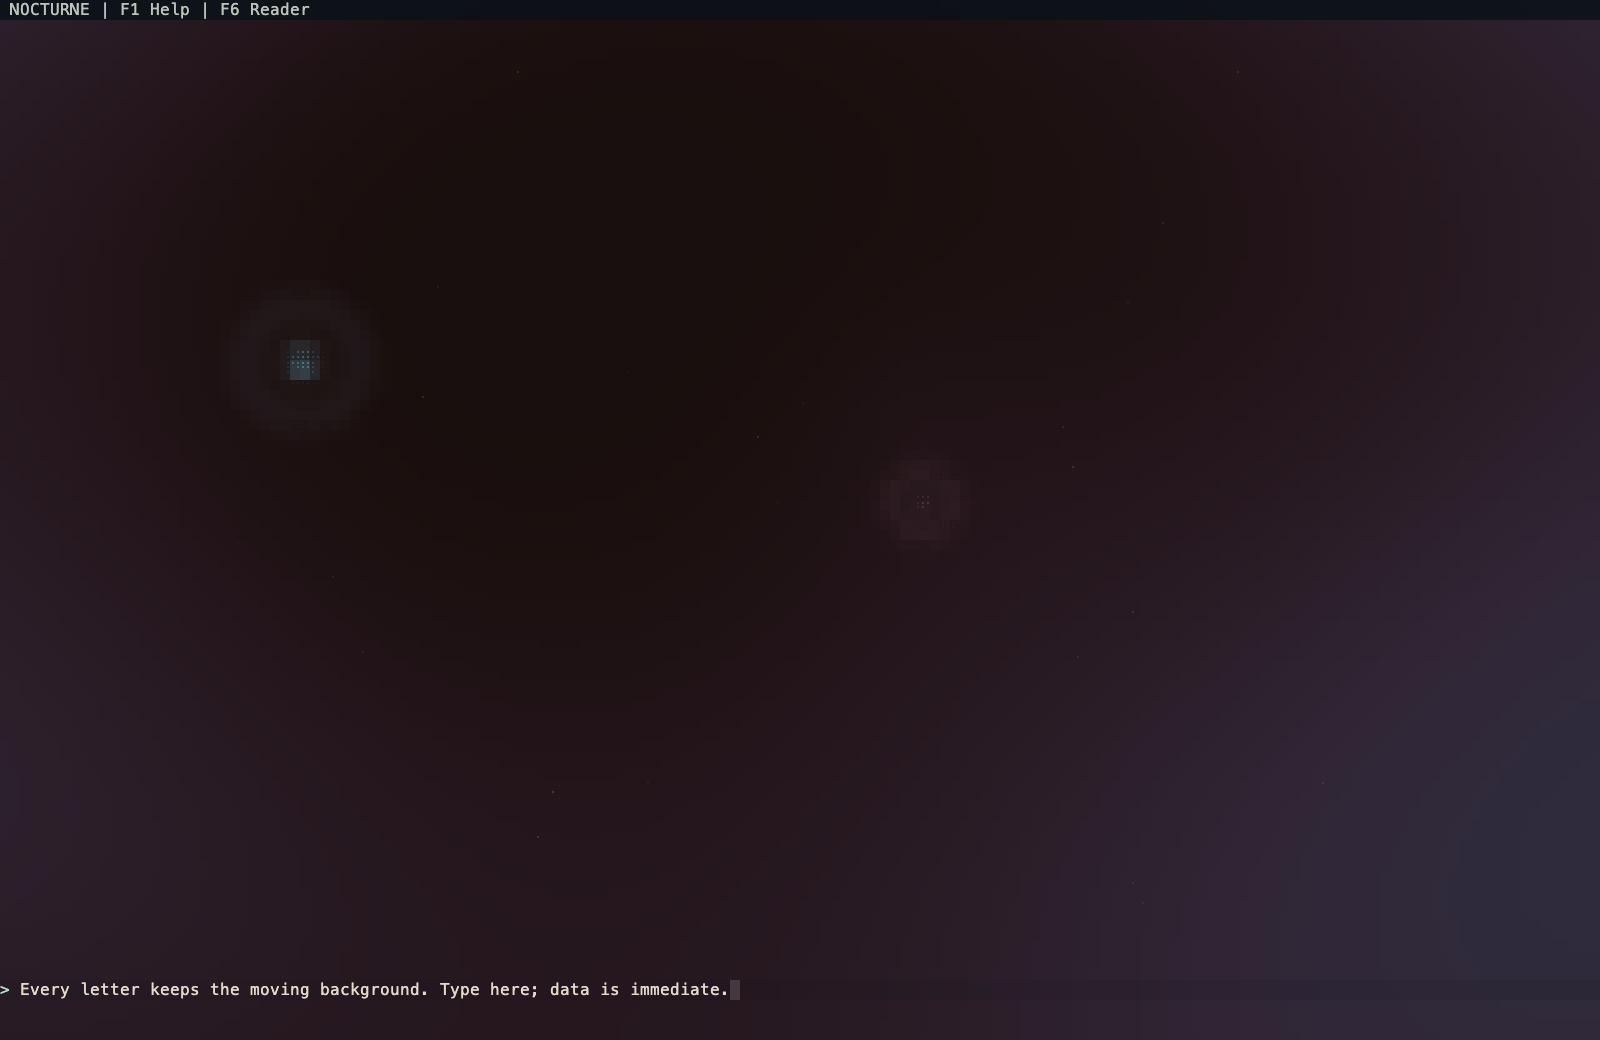 NOCTURNE | F1 Help | F6 Reader
> Every letter keeps the moving background. Type here; data is immediate.